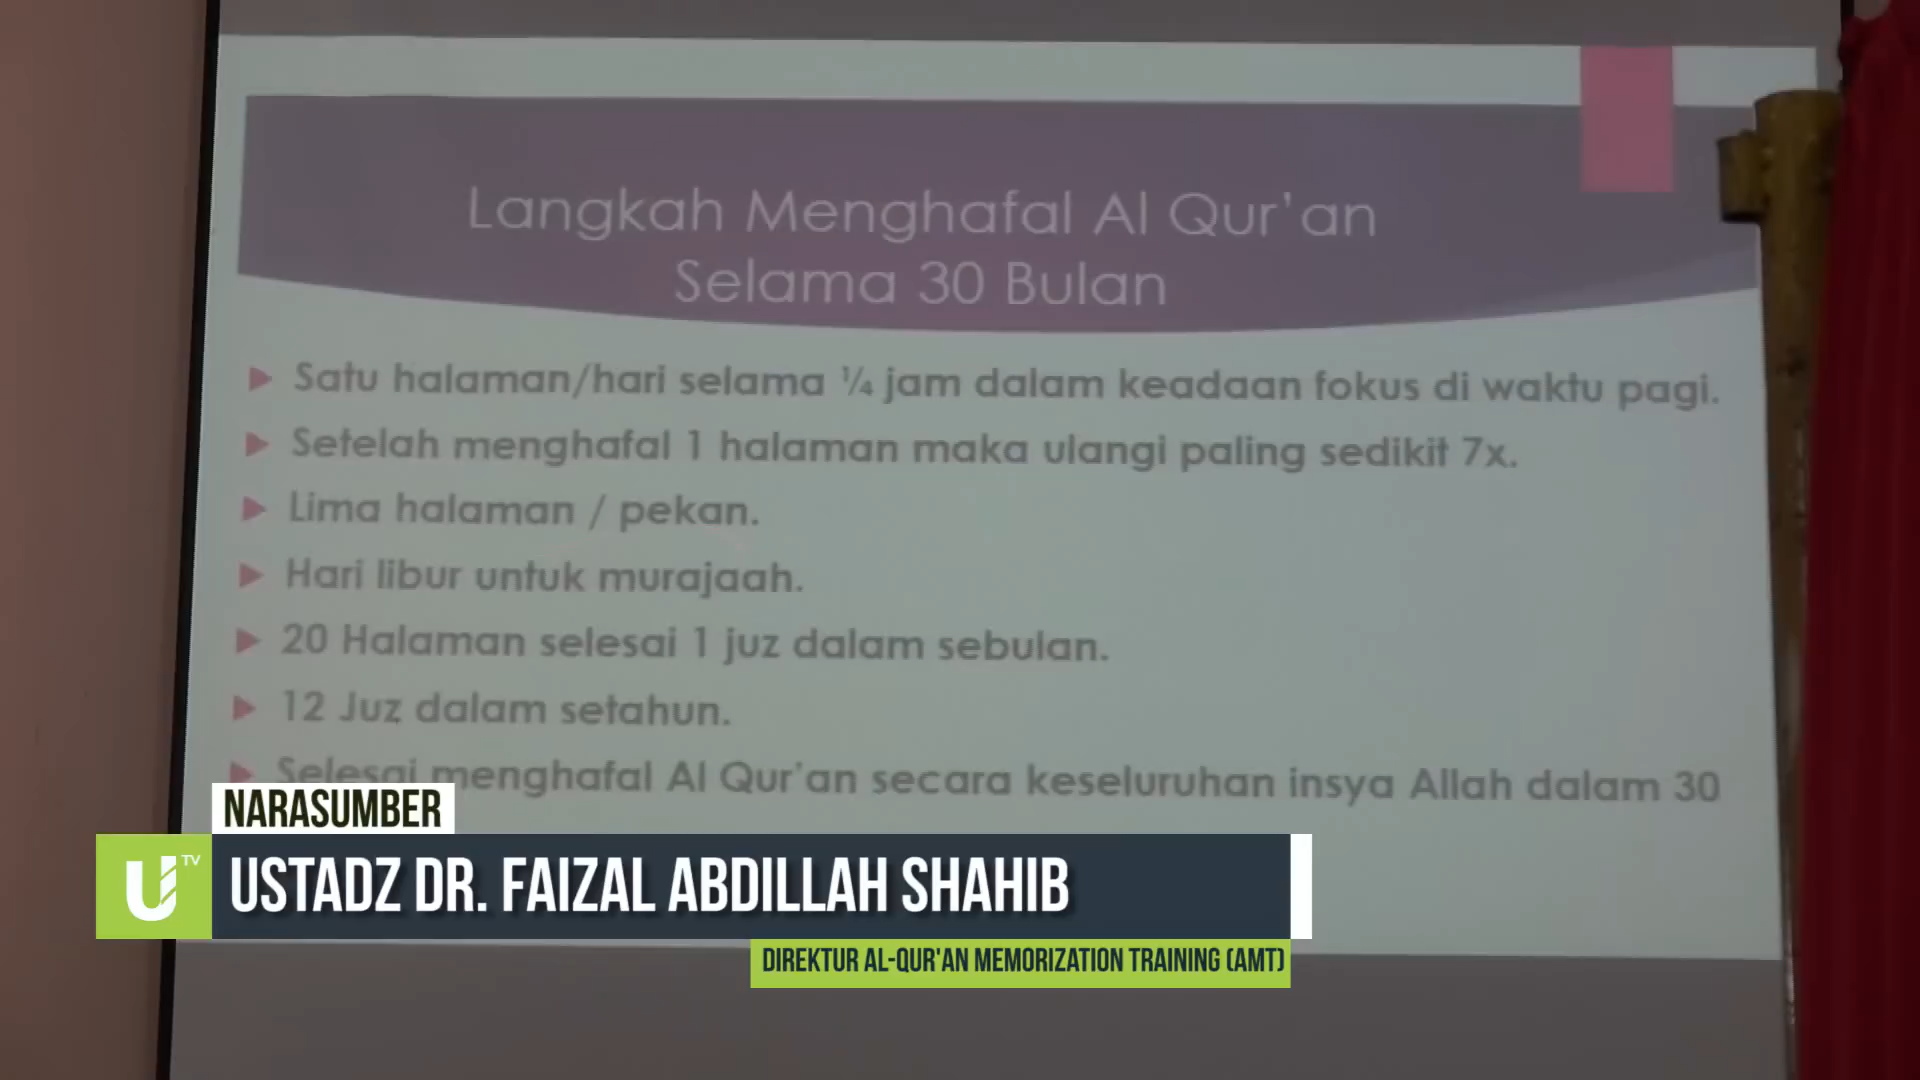 Langkah Menghafal Al Qur'an
Selama 30 Bulan
Satu halaman/hari selama ¼ jam dalam keadaan fokus di waktu pagi.
Setelah menghafal 1 halaman maka ulangi paling sedikit 7x.
Lima halaman / pekan.
Hari libur untuk murajaah.
20 Halaman selesai 1 juz dalam sebulan.
12 Juz dalam setahun.
Selesai menghafal Al Qur'an secara keseluruhan insya Allah dalam 30
NARASUMBER
U TV
USTADZ DR. FAIZAL ABDILLAH SHAHIB
DIREKTUR AL-QUR'AN MEMORIZATION TRAINING (AMT)